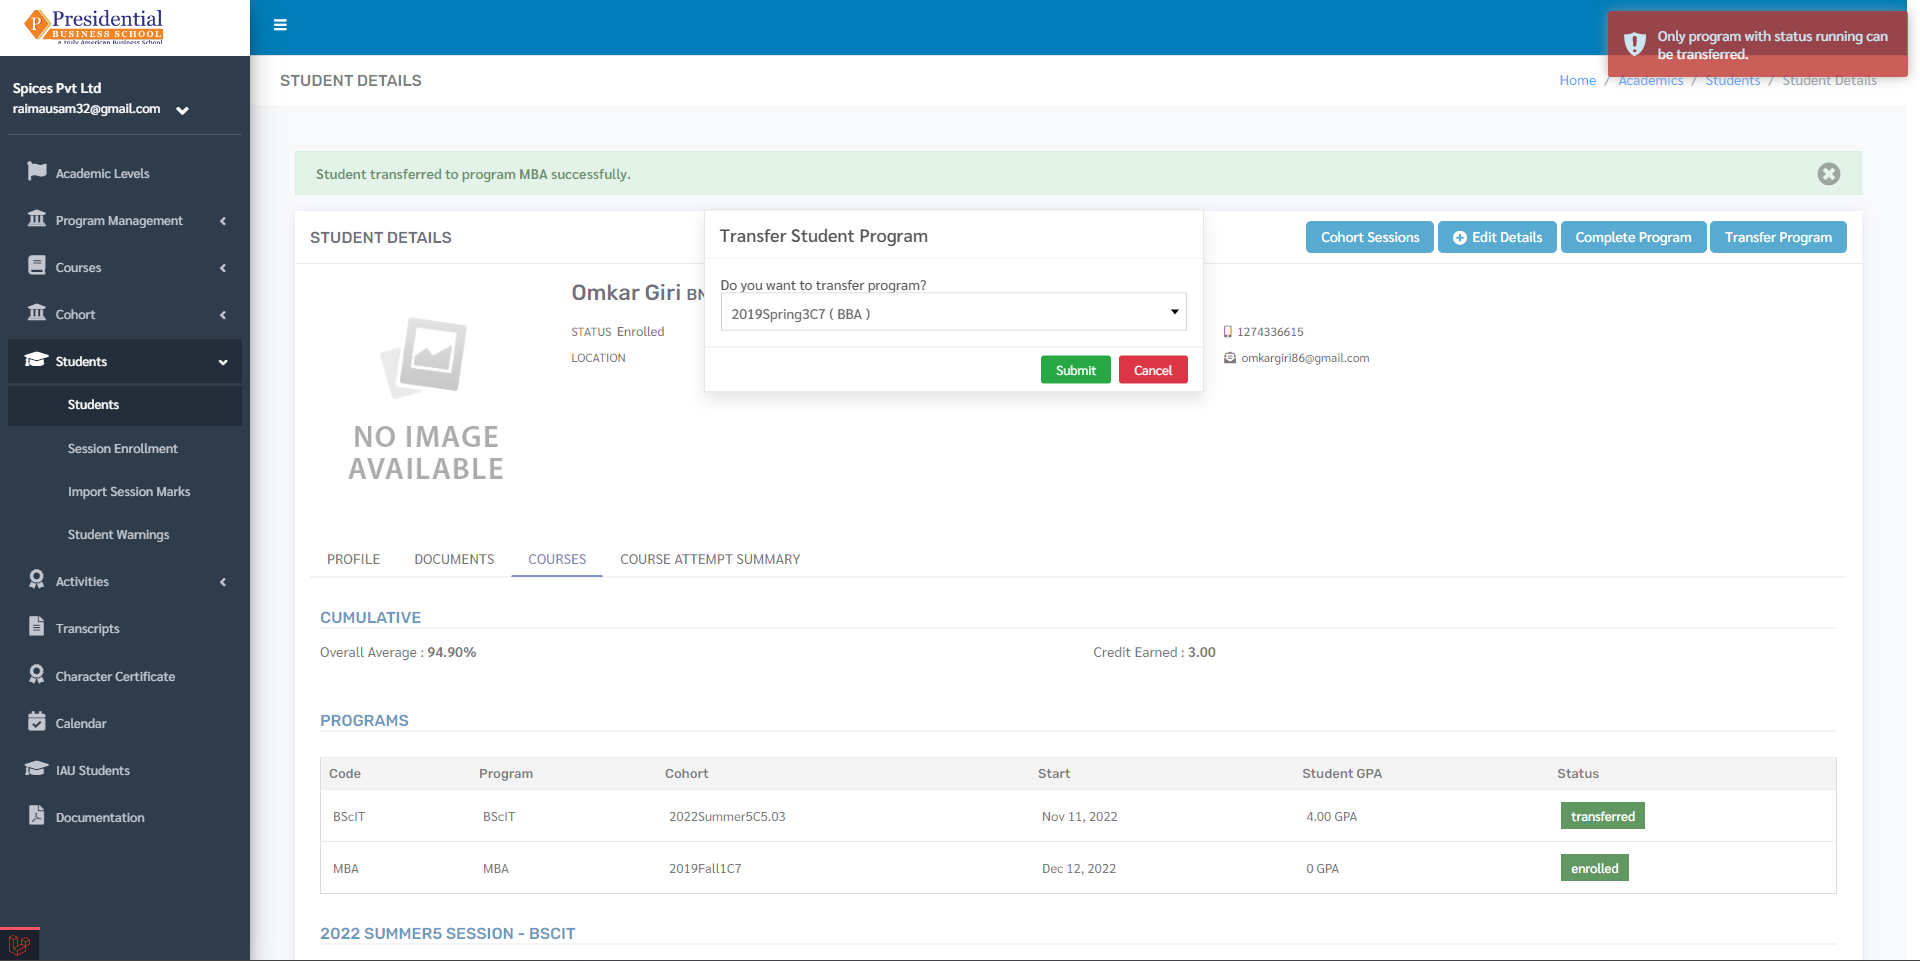 Presidential
BUSINESS SCHOOL
A truly American Business School
Only program with status running can
be transferred.
Spices Pvt Ltd
raimausam32@gmail.com
STUDENT DETAILS
Home / Academics / Students / Student Details
Academic Levels
Program Management
Courses
Cohort
Students
Students
Session Enrollment
Import Session Marks
Student Warnings
Activities
Transcripts
Character Certificate
Calendar
IAU Students
Documentation
Student transferred to program MBA successfully.
STUDENT DETAILS
Cohort Sessions
Edit Details
Complete Program
Transfer Program
Transfer Student Program
Do you want to transfer program?
2019Spring3C7 ( BBA )
Submit
Cancel
Omkar Giri
STATUS Enrolled
LOCATION
1274336615
omkargiri86@gmail.com
NO IMAGE
AVAILABLE
PROFILE DOCUMENTS COURSES COURSE ATTEMPT SUMMARY
CUMULATIVE
Overall Average : 94.90% Credit Earned : 3.00
PROGRAMS
Code Program Cohort Start Student GPA Status
BScIT BScIT 2022Summer5C5.03 Nov 11, 2022 4.00 GPA transferred
MBA MBA 2019Fall1C7 Dec 12, 2022 0 GPA enrolled
2022 SUMMER5 SESSION - BSCIT